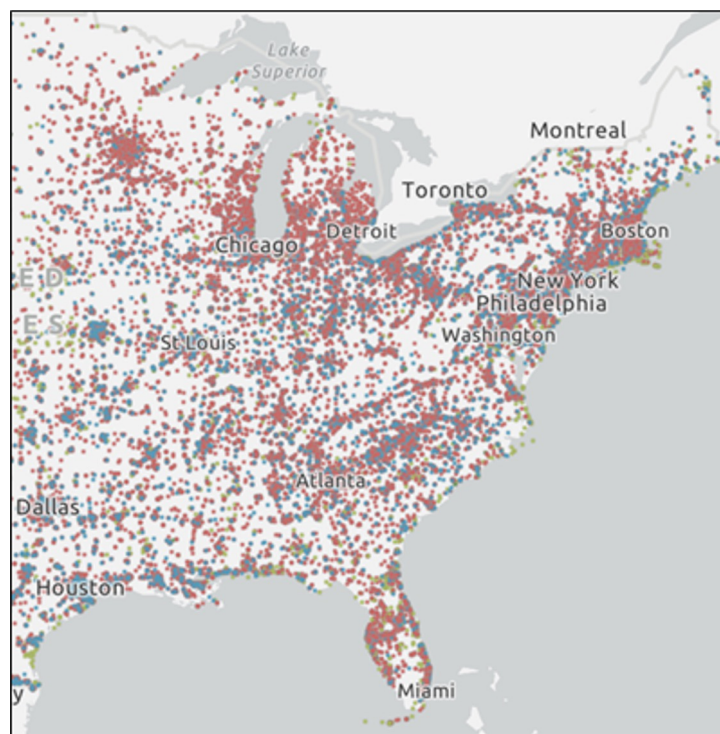 Lake
Superior
Montreal
Toronto
Chicago
Detroit
Boston
E D
New York
Philadelphia
E S
St Louis
Washington
Atlanta
Dallas
Houston
Miami
y